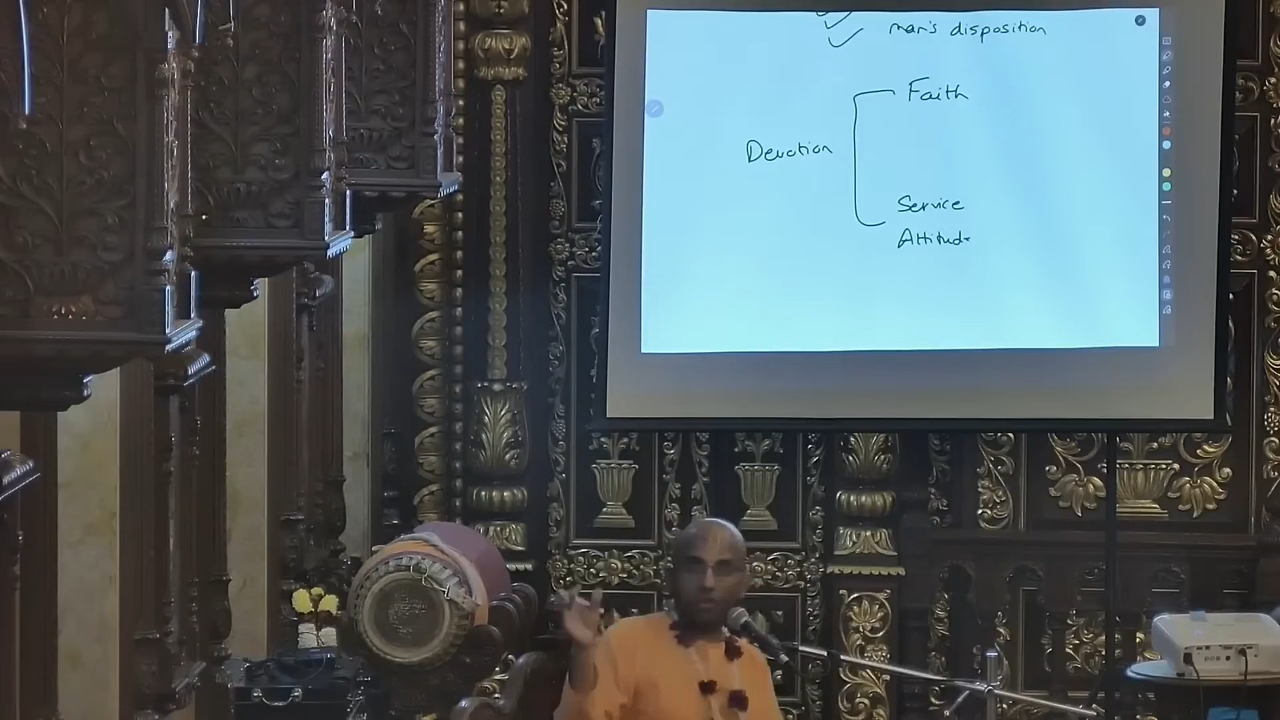 man's disposition
Faith
Devotion
Service
Attitude